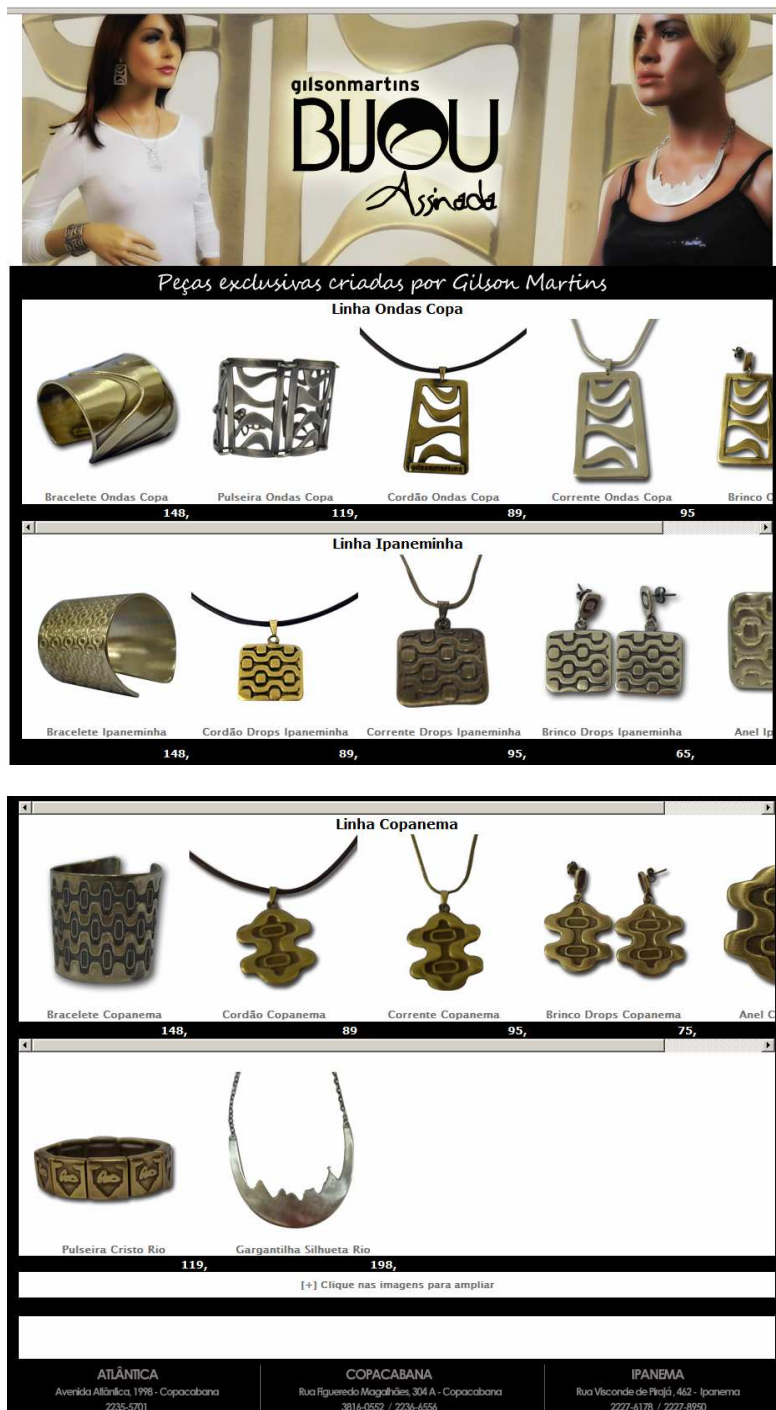 gilsonmartins
BIJOU
Assinada
Peças exclusivas criadas por Gilson Martins
Linha Ondas Copa
gilsonmartins
Bracelete Ondas Copa Pulseira Ondas Copa Cordão Ondas Copa Corrente Ondas Copa Brinco O
148, 119, 89, 95
Linha Ipaneminha
Bracelete Ipaneminha Cordão Drops Ipaneminha Corrente Drops Ipaneminha Brinco Drops Ipaneminha Anel Ip
148, 89, 95, 65,
Linha Copanema
Bracelete Copanema Cordão Copanema Corrente Copanema Brinco Drops Copanema Anel C
148, 89 95, 75,
Pulseira Cristo Rio Gargantilha Silhueta Rio
119, 198,
[+] Clique nas imagens para ampliar
ATLÂNTICA COPACABANA IPANEMA
Avenida Atlântica, 1998 - Copacabana Rua Figueredo Magalhães, 304 A - Copacabana Rua Visconde de Pirajá, 462 - Ipanema
2235-5701 3816-0552 / 2236-6556 2227-6178 / 2227-8950